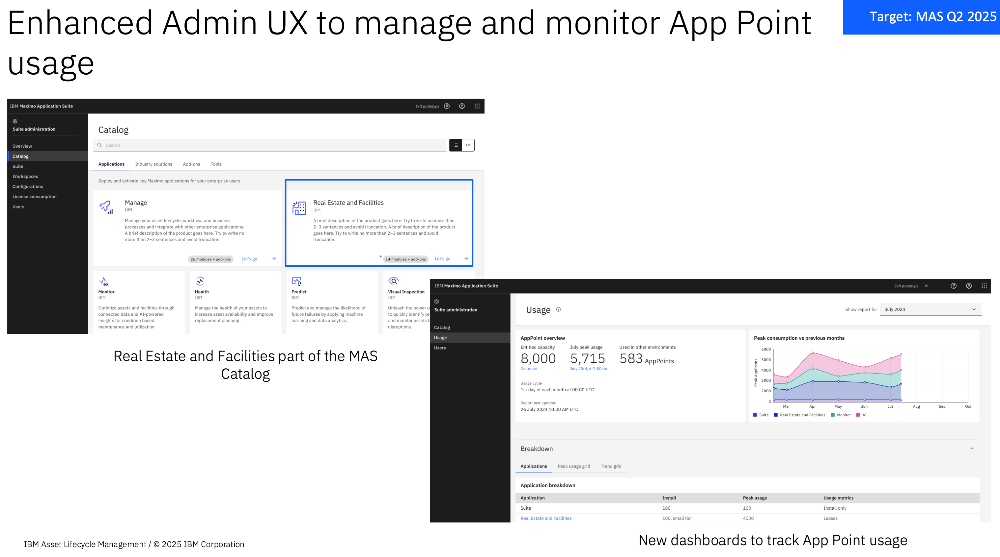 Enhanced Admin UX to manage and monitor App Point
usage
Target: MAS Q2 2025
IBM Maximo Application Suite
Exit prototype
Suite administration
Overview
Catalog
Suite
Workspaces
Configurations
License consumption
Users
Catalog
Search
Applications
Industry solutions
Add-ons
Tools
Deploy and activate key Maximo applications for your enterprise users.
Manage
IBM
Manage your asset lifecycle, workflow, and business
processes and integrate with other enterprise applications.
A brief description of the product goes here. Try to write no
more than 2–3 sentences and avoid truncation.
26 modules + add-ons
Let's go
Real Estate and Facilities
IBM
A brief description of the product goes here. Try to write no more than
2–3 sentences and avoid truncation. A brief description of the product
goes here. Try to write no more than 2–3 sentences and avoid
truncation.
14 modules + add-ons
Let's go
Monitor
IBM
Optimize assets and facilities through
connected data and AI-powered
insights for condition based
maintenance and utilization
Health
IBM
Manage the health of your assets to
increase asset availability and improve
replacement planning.
Predict
IBM
Predict and manage the likelihood of
future failures by applying machine
learning and data analytics.
Visual Inspection
IBM
Unleash the power o
to quickly identify pr
and monitor assets f
disruptions.
Real Estate and Facilities part of the MAS
Catalog
IBM Maximo Application Suite
Exit prototype
Suite administration
Catalog
Usage
Users
Usage
Show report for
July 2024
AppPoint overview
Entitled capacity
8,000
Get more
July peak usage
5,715
July 23rd, 6-7:00am
Used in other environments
583 AppPoints
Usage cycle
1st day of each month at 00:00 UTC
Report last updated
26 July 2024 10:00 AM UTC
Peak consumption vs previous months
Peak AppPoints
6000
5000
4000
3000
2000
0
Mar Apr May Jun Jul Aug Sep Oct
Suite Real Estate and Facilities Monitor AI
Breakdown
Applications
Peak usage grid
Trend grid
Application breakdown
Application Install Peak usage Usage metrics
Suite 100 100 Install only
Real Estate and Facilities 100, small tier 4000 Leases
New dashboards to track App Point usage
IBM Asset Lifecycle Management / © 2025 IBM Corporation